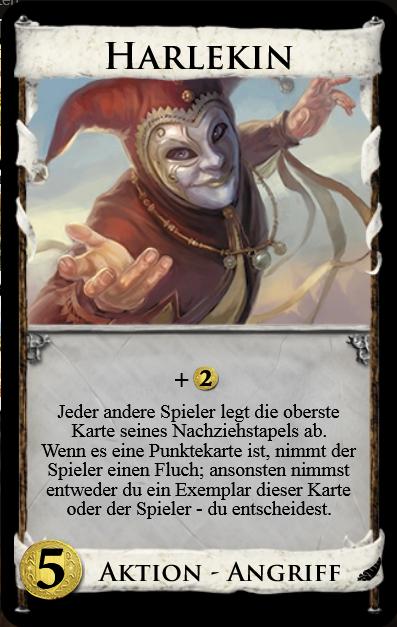 HARLEKIN
+ 2
Jeder andere Spieler legt die oberste
Karte seines Nachziehstapels ab.
Wenn es eine Punktekarte ist, nimmt der
Spieler einen Fluch; ansonsten nimmst
entweder du ein Exemplar dieser Karte
oder der Spieler - du entscheidest.
5 AKTION - ANGRIFF